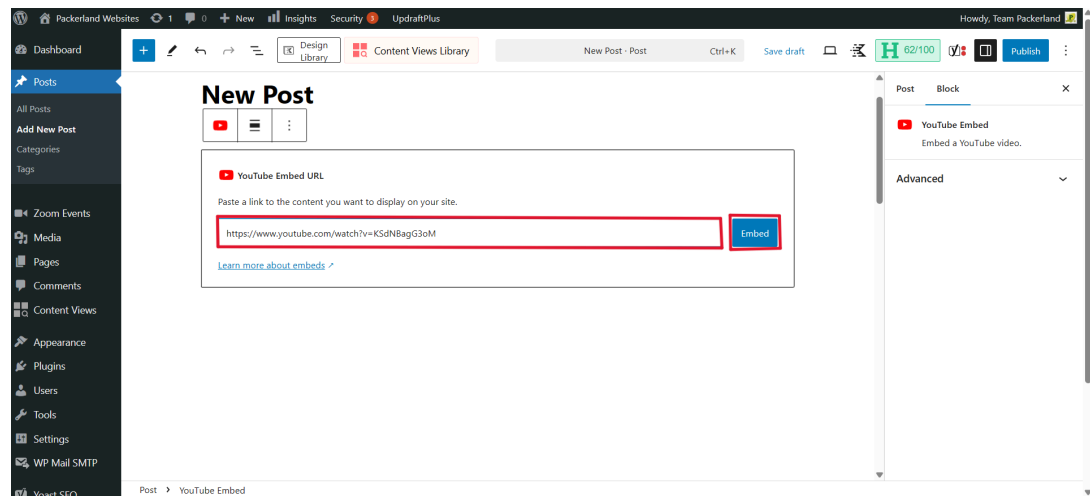 Packerland Websites 1 0 + New Insights Security 3 UpdraftPlus Howdy, Team Packerland
Dashboard
Posts
All Posts
Add New Post
Categories
Tags
Zoom Events
Media
Pages
Comments
Content Views
Appearance
Plugins
Users
Tools
Settings
WP Mail SMTP
Yoast SEO
Design
Library
Content Views Library
New Post · Post Ctrl+K
Save draft
H 62/100
Publish
New Post
YouTube Embed URL
Paste a link to the content you want to display on your site.
https://www.youtube.com/watch?v=KSdNBagG3oM
Embed
Learn more about embeds ↗
Post Block
YouTube Embed
Embed a YouTube video.
Advanced
Post > YouTube Embed